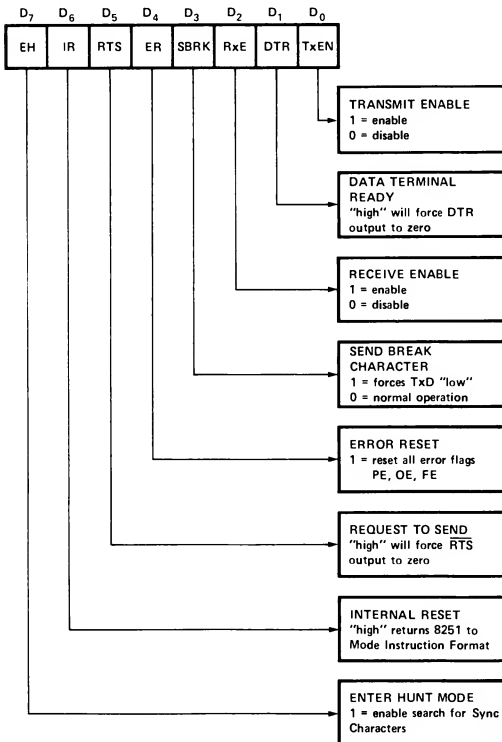 D7 D6 D5 D4 D3 D2 D1 D0
EH IR RTS ER SBRK RxE DTR TxEN
TRANSMIT ENABLE
1 = enable
0 = disable
DATA TERMINAL
READY
"high" will force DTR
output to zero
RECEIVE ENABLE
1 = enable
0 = disable
SEND BREAK
CHARACTER
1 = forces TxD "low"
0 = normal operation
ERROR RESET
1 = reset all error flags
PE, OE, FE
REQUEST TO SEND
"high" will force R̅T̅S̅
output to zero
INTERNAL RESET
"high" returns 8251 to
Mode Instruction Format
ENTER HUNT MODE
1 = enable search for Sync
Characters